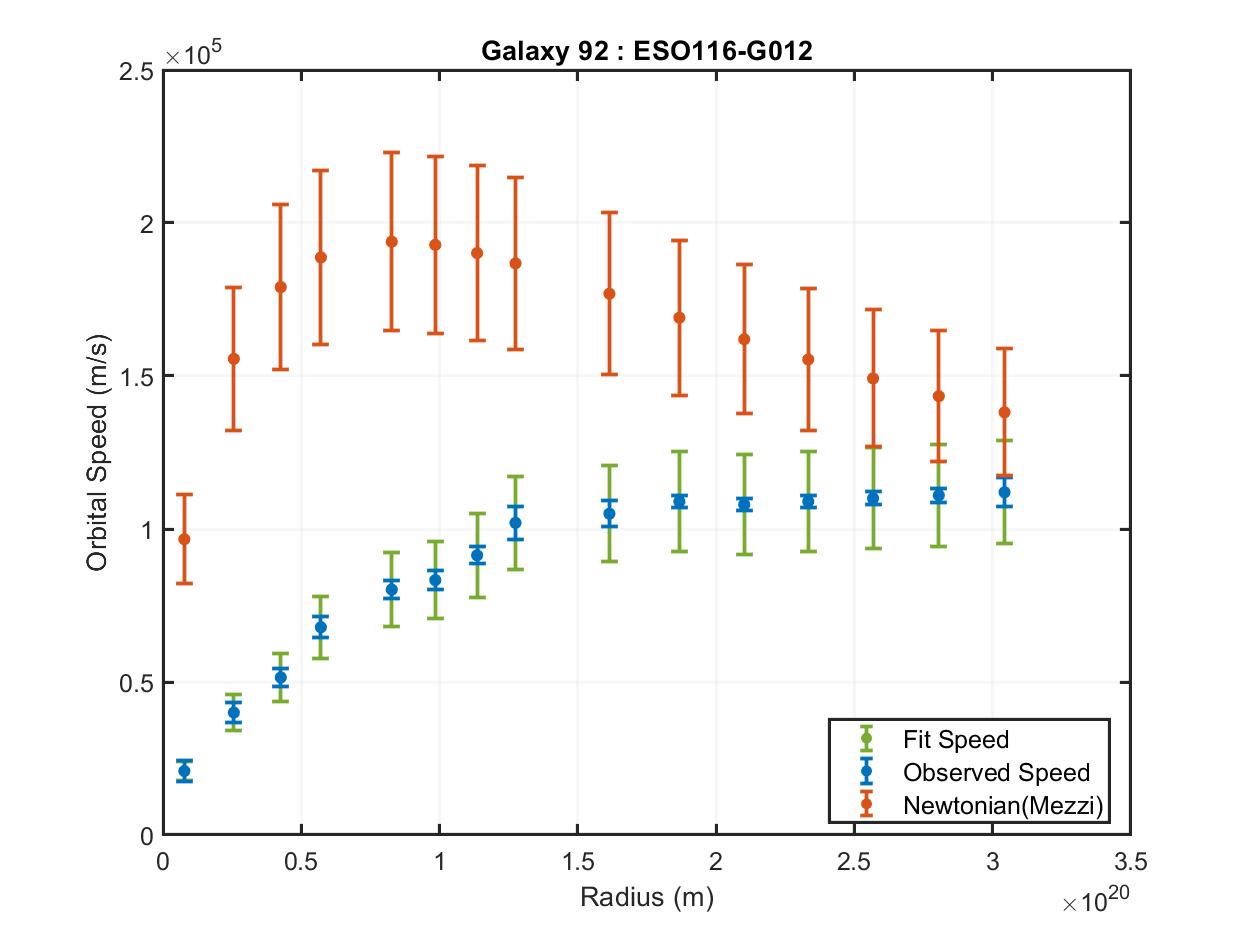 Galaxy 92 : ESO116-G012
×10^5
2.5
2
1.5
1
0.5
0
Orbital Speed (m/s)
0 0.5 1 1.5 2 2.5 3 3.5
Radius (m)
×10^20
Fit Speed
Observed Speed
Newtonian(Mezzi)